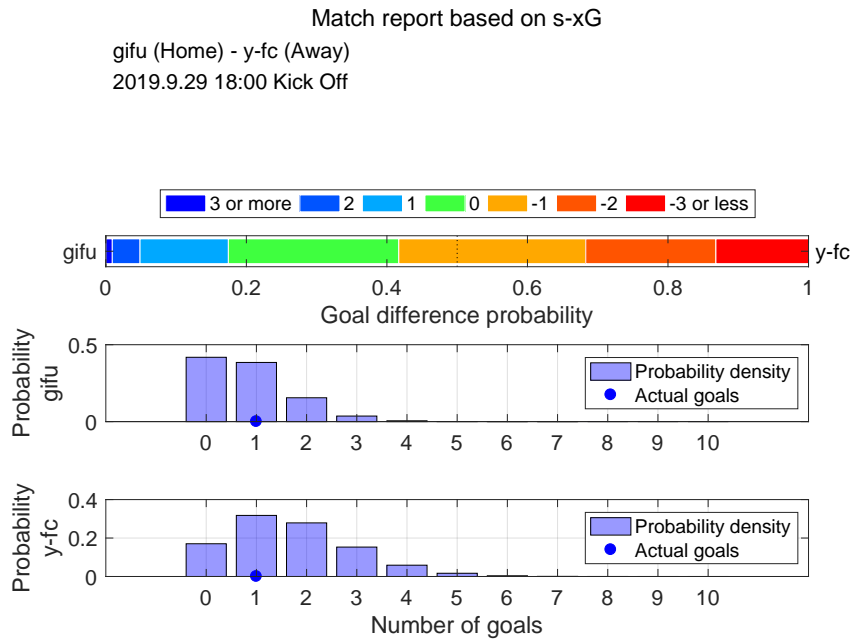 Match report based on s-xG
gifu (Home) - y-fc (Away)
2019.9.29 18:00 Kick Off
3 or more 2 1 0 -1 -2 -3 or less
gifu y-fc
0 0.2 0.4 0.6 0.8 1
Goal difference probability
Probability
gifu
0.5
0
Probability density
Actual goals
0 1 2 3 4 5 6 7 8 9 10
Probability
y-fc
0.4
0.2
0
Probability density
Actual goals
0 1 2 3 4 5 6 7 8 9 10
Number of goals